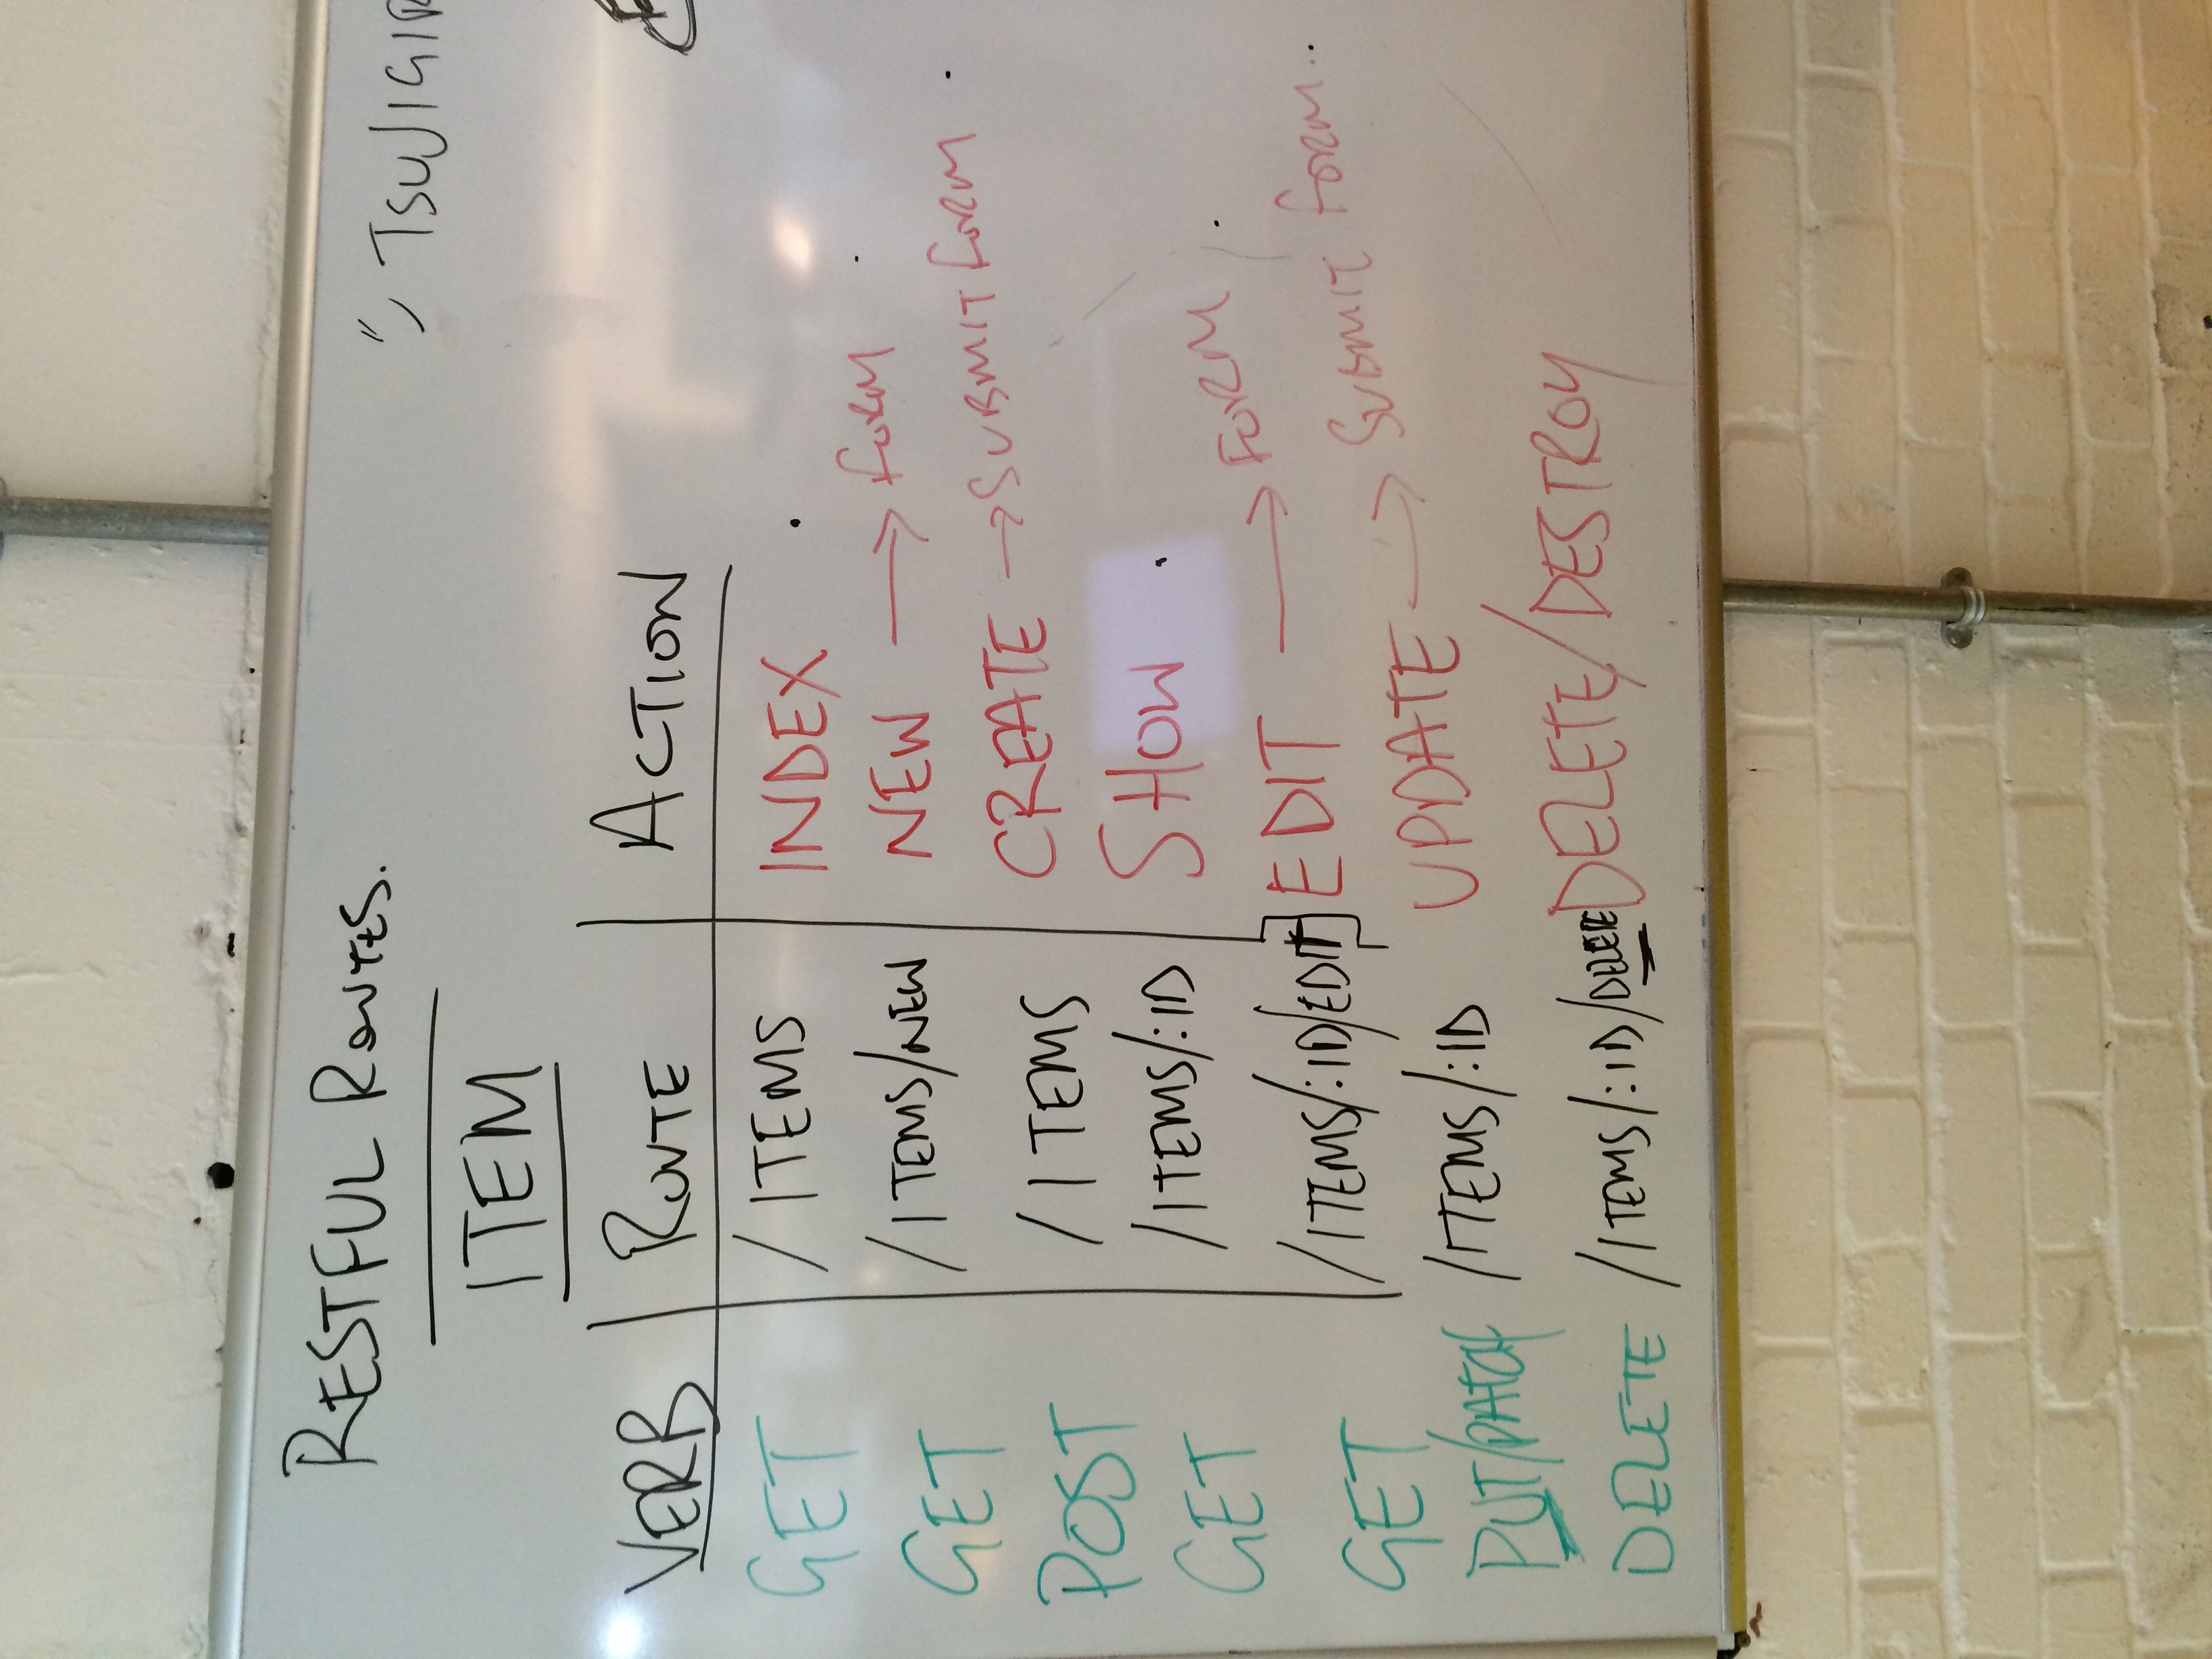 RESTFUL ROUTES.
ツ TSUJIGIR
ITEM
VERB ROUTE ACTION
GET /ITEMS INDEX
GET /ITEMS/NEW NEW → FORM
POST /ITEMS CREATE → SUBMIT FORM
GET /ITEMS/:ID SHOW
GET /ITEMS/:ID/EDIT EDIT → FORM
PUT/PATCH /ITEMS/:ID UPDATE → SUBMIT FORM..
DELETE /ITEMS/:ID/DELETE DELETE/DESTROY